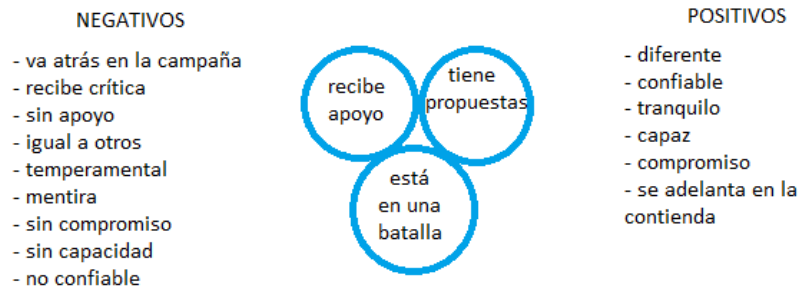 NEGATIVOS
- va atrás en la campaña
- recibe crítica
- sin apoyo
- igual a otros
- temperamental
- mentira
- sin compromiso
- sin capacidad
- no confiable
recibe
apoyo
tiene
propuestas
está
en una
batalla
POSITIVOS
- diferente
- confiable
- tranquilo
- capaz
- compromiso
- se adelanta en la
contienda